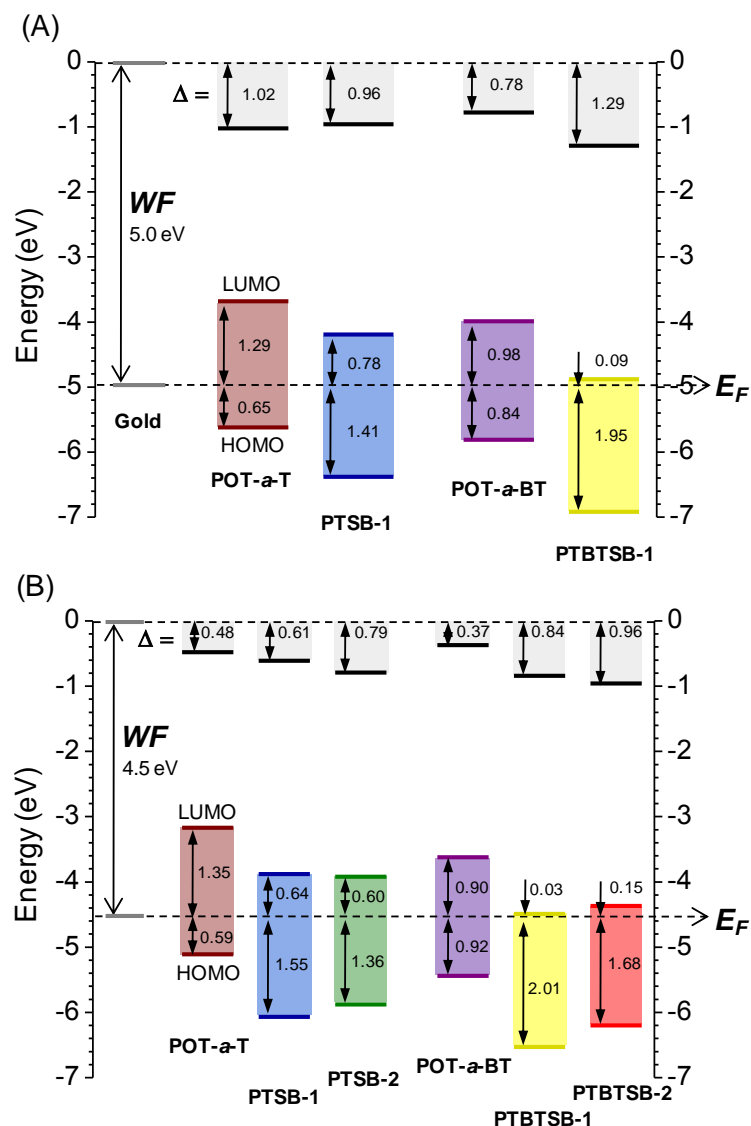 (A)
0
0
Δ =
1.02
0.96
0.78
1.29
-1
-1
-2
-2
WF
5.0 eV
-3
-3
Energy (eV)
LUMO
-4
-4
1.29
0.78
0.98
0.09
-5
-5
E_F
Gold
0.65
1.41
0.84
1.95
HOMO
-6
-6
POT-a-T
PTSB-1
POT-a-BT
-7
-7
PTBTSB-1
(B)
0
0
Δ =
0.48
0.61
0.79
0.37
0.84
0.96
-1
-1
WF
4.5 eV
-2
-2
-3
-3
Energy (eV)
LUMO
-4
-4
1.35
0.64
0.60
0.90
0.03
0.15
E_F
0.59
0.92
-5
-5
HOMO
1.55
1.36
2.01
1.68
-6
-6
POT-a-T
PTSB-1
PTSB-2
POT-a-BT
PTBTSB-2
-7
-7
PTBTSB-1